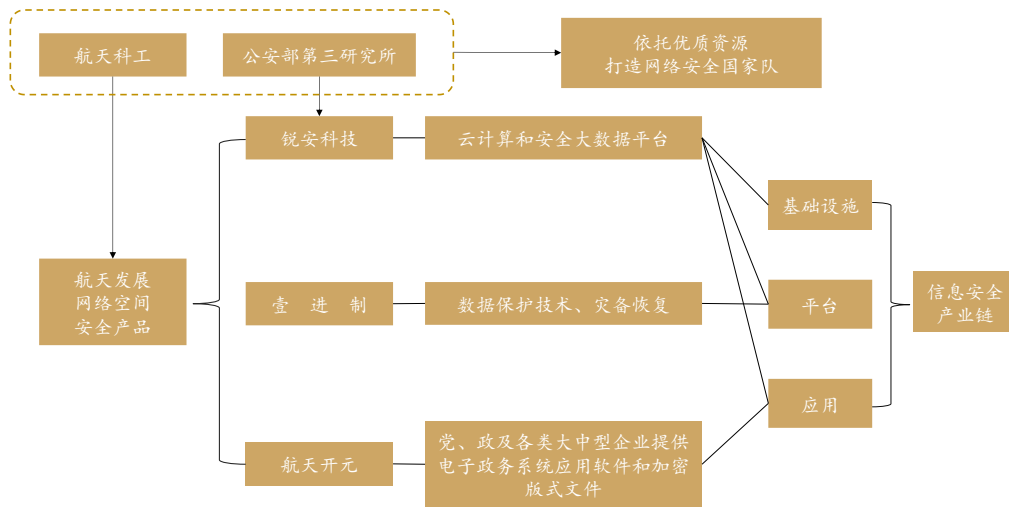 航天科工
公安部第三研究所
依托优质资源
打造网络安全国家队
锐安科技
云计算和安全大数据平台
基础设施
航天发展
网络空间
安全产品
壹 进 制
数据保护技术、灾备恢复
平台
信息安全
产业链
应用
航天开元
党、政及各类大中型企业提供
电子政务系统应用软件和加密
版式文件